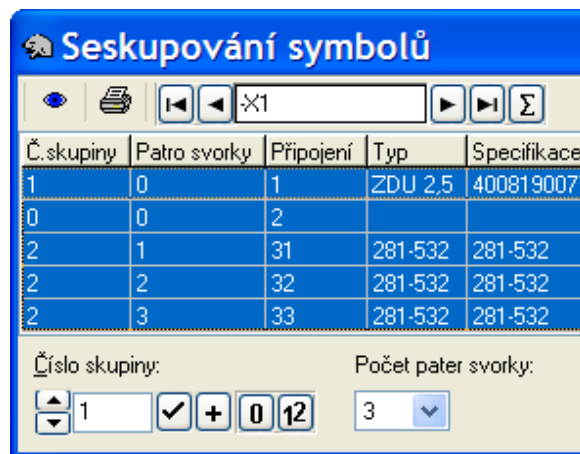 Seskupování symbolů
-X1 Σ
Č.skupiny Patro svorky Připojení Typ Specifikace
1 0 1 ZDU 2,5 400819007
0 0 2
2 1 31 281-532 281-532
2 2 32 281-532 281-532
2 3 33 281-532 281-532
Číslo skupiny: Počet pater svorky:
1 + 0 12 3